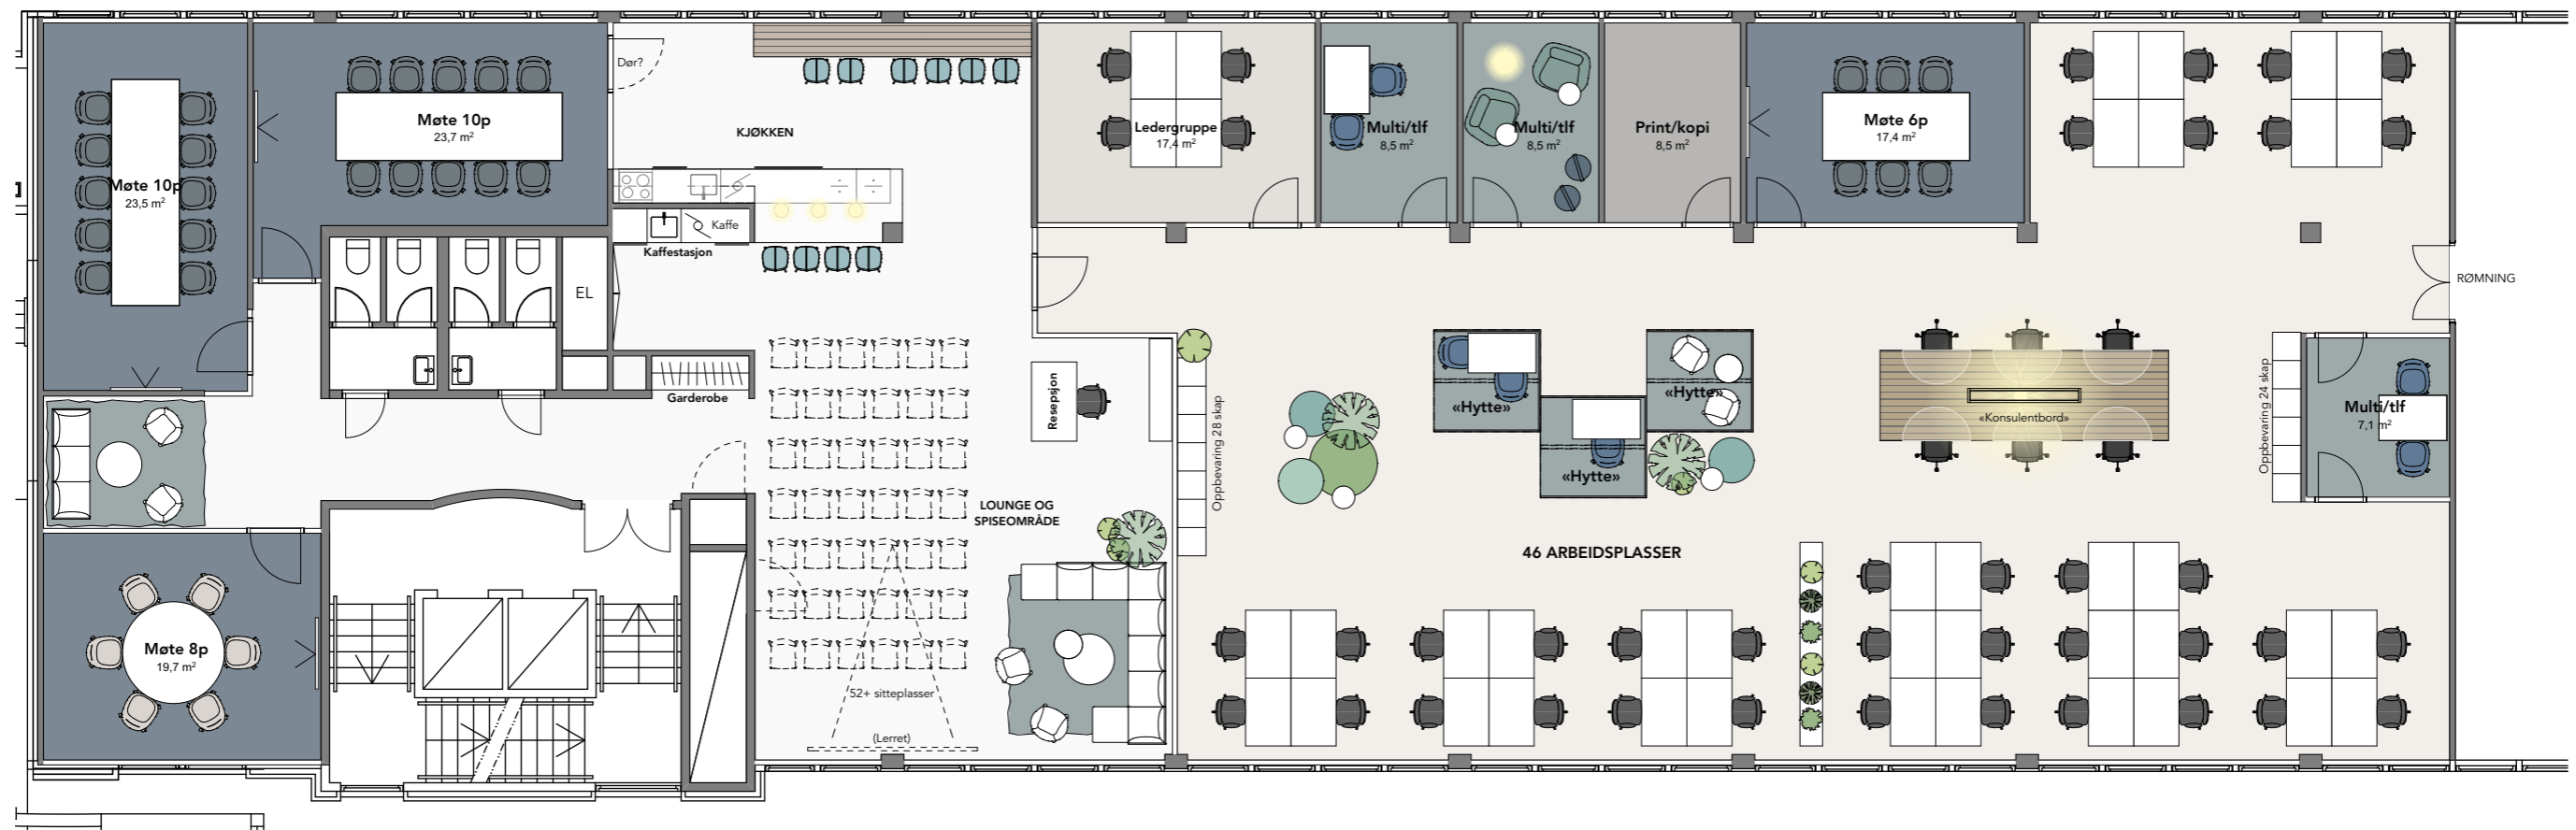 Møte 10p
23,5 m²
Møte 10p
23,7 m²
Dør?
KJØKKEN
Kaffe
Kaffestasjon
EL
Garderobe
Møte 8p
19,7 m²
Resepsjon
LOUNGE OG
SPISEOMRÅDE
52+ sitteplasser
(Lerret)
Ledergruppe
17,4 m²
Multi/tlf
8,5 m²
Multi/tlf
8,5 m²
Print/kopi
8,5 m²
Møte 6p
17,4 m²
RØMNING
Oppbevaring 28 skap
«Hytte»
«Hytte»
«Hytte»
«Konsulentbord»
Oppbevaring 24 skap
Multi/tlf
7,1 m²
46 ARBEIDSPLASSER